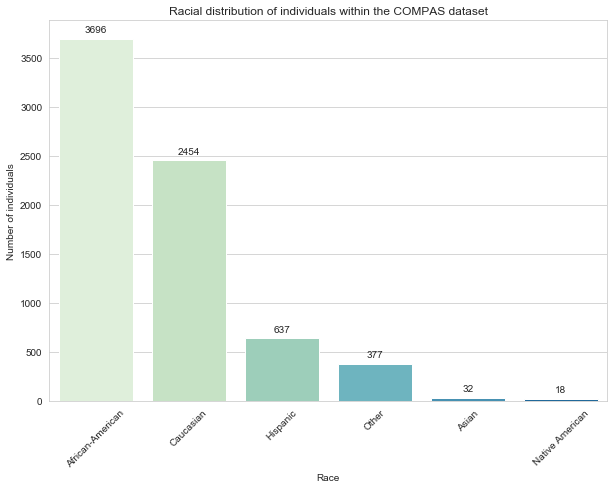 Racial distribution of individuals within the COMPAS dataset
3696
3500
3000
2500
2454
2000
1500
1000
637
500
377
32
18
0
Number of individuals
African-American
Caucasian
Hispanic
Other
Asian
Native American
Race